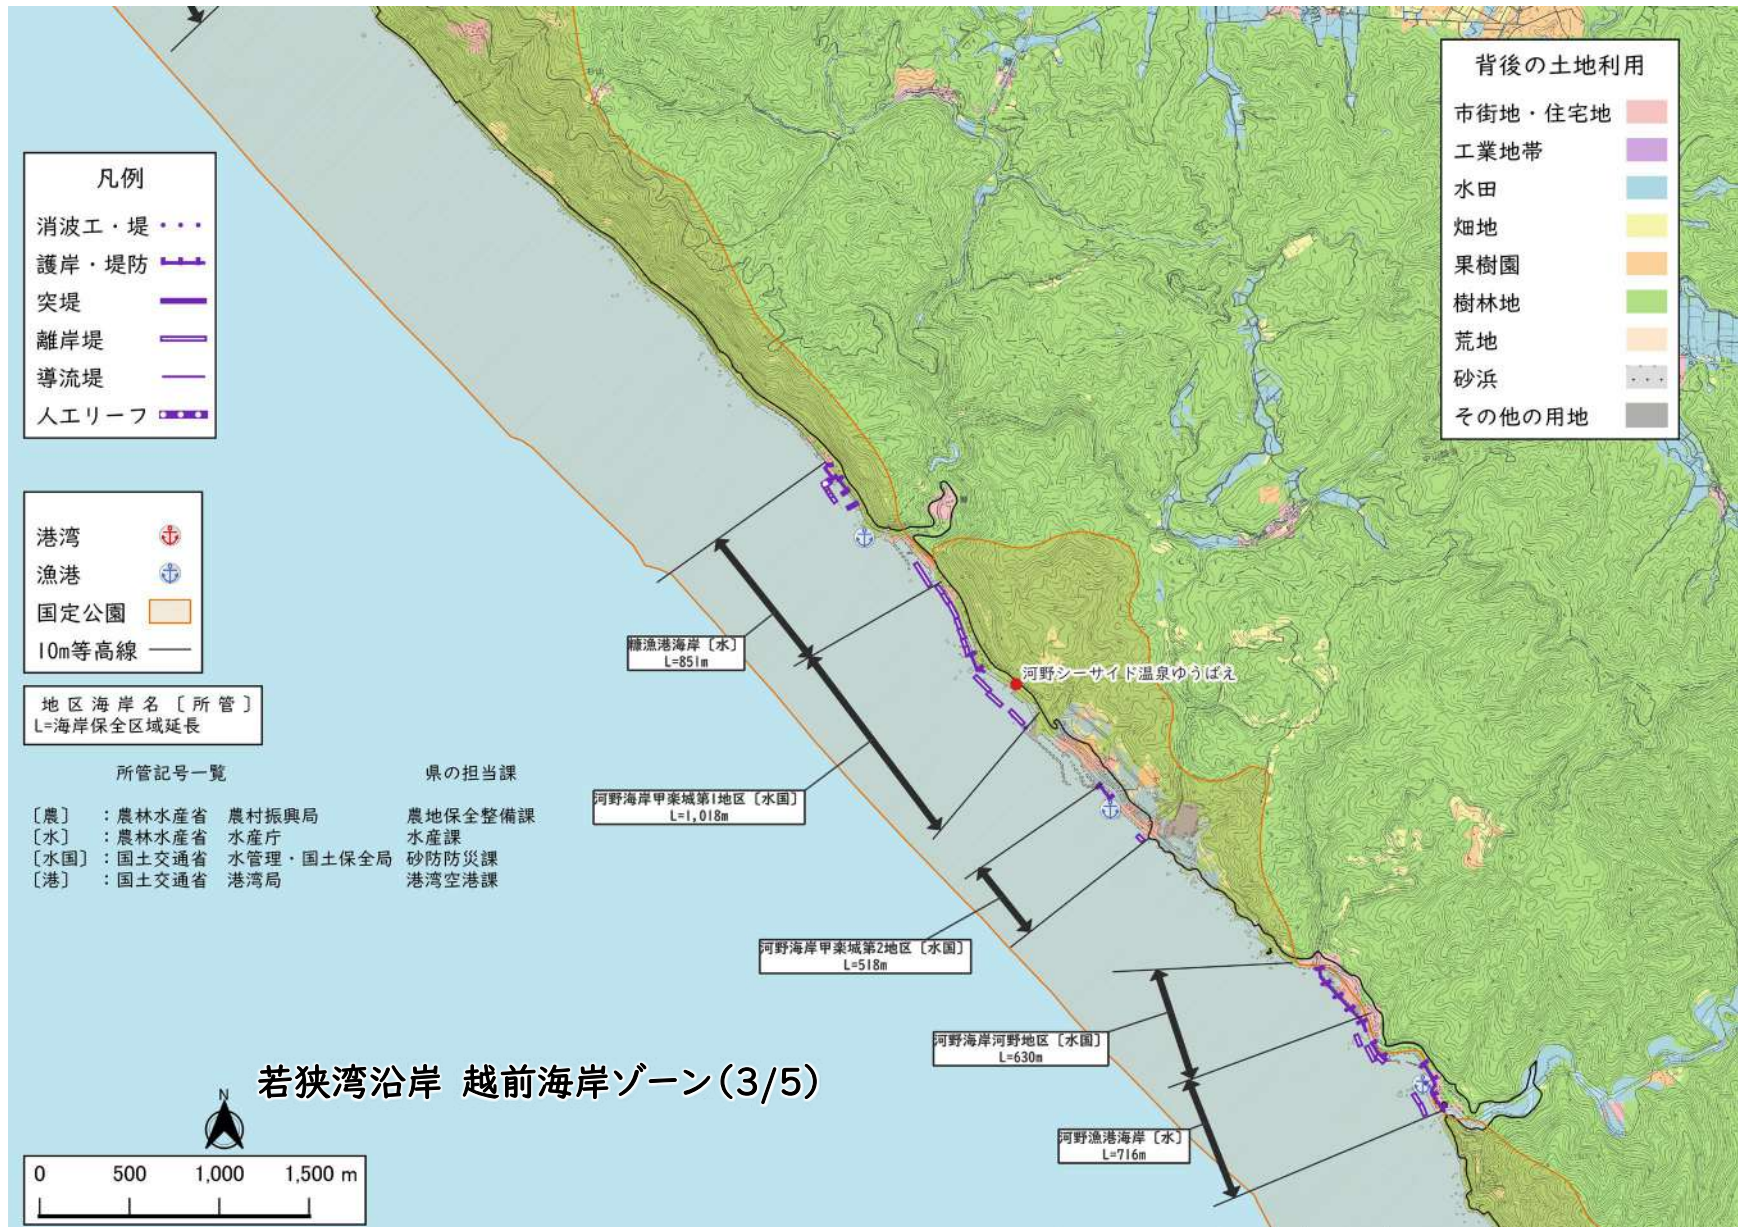 凡例
消波工・堤
護岸・堤防
突堤
離岸堤
導流堤
人工リーフ
港湾
漁港
国定公園
10m等高線
地区海岸名〔所管〕
L=海岸保全区域延長
所管記号一覧 県の担当課
〔農〕 ：農林水産省 農村振興局 農地保全整備課
〔水〕 ：農林水産省 水産庁 水産課
〔水国〕：国土交通省 水管理・国土保全局 砂防防災課
〔港〕 ：国土交通省 港湾局 港湾空港課
背後の土地利用
市街地・住宅地
工業地帯
水田
畑地
果樹園
樹林地
荒地
砂浜
その他の用地
糠漁港海岸〔水〕
L=851m
河野シーサイド温泉ゆうばえ
河野海岸甲楽城第1地区〔水国〕
L=1,018m
河野海岸甲楽城第2地区〔水国〕
L=518m
河野海岸河野地区〔水国〕
L=630m
河野漁港海岸〔水〕
L=716m
若狭湾沿岸 越前海岸ゾーン(3/5)
N
0 500 1,000 1,500 m